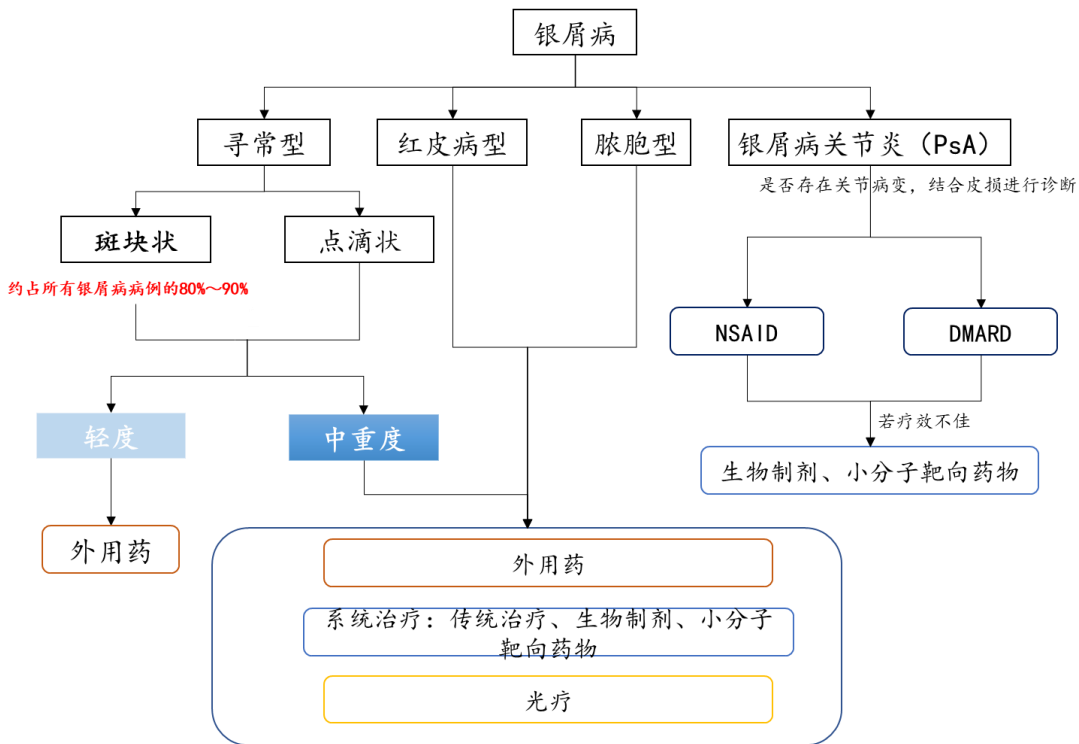 银屑病
寻常型
红皮病型
脓胞型
银屑病关节炎（PsA）
是否存在关节病变，结合皮损进行诊断
斑块状
点滴状
约占所有银屑病病例的80%～90%
NSAID
DMARD
轻度
中重度
若疗效不佳
生物制剂、小分子靶向药物
外用药
外用药
系统治疗：传统治疗、生物制剂、小分子
靶向药物
光疗